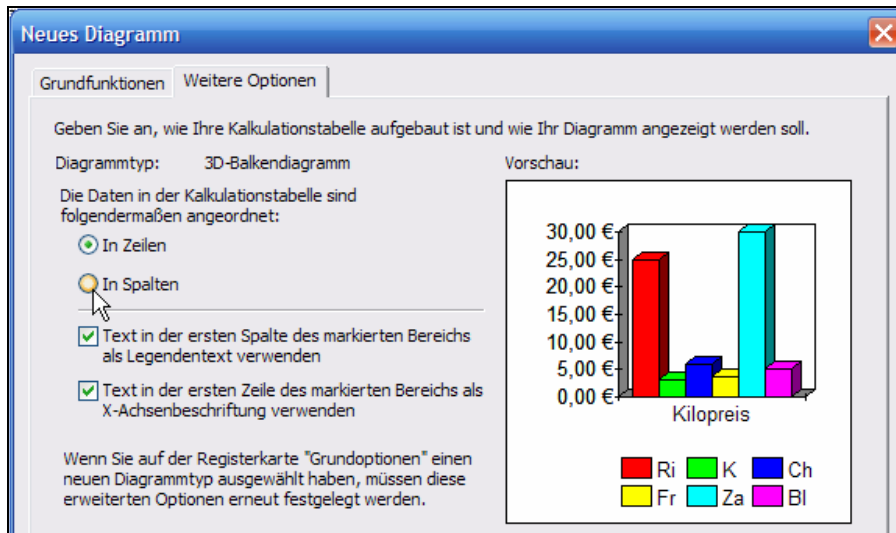 Neues Diagramm
Grundfunktionen
Weitere Optionen
Geben Sie an, wie Ihre Kalkulationstabelle aufgebaut ist und wie Ihr Diagramm angezeigt werden soll.
Diagrammtyp: 3D-Balkendiagramm
Die Daten in der Kalkulationstabelle sind
folgendermaßen angeordnet:
In Zeilen
In Spalten
Text in der ersten Spalte des markierten Bereichs
als Legendentext verwenden
Text in der ersten Zeile des markierten Bereichs als
X-Achsenbeschriftung verwenden
Wenn Sie auf der Registerkarte "Grundoptionen" einen
neuen Diagrammtyp ausgewählt haben, müssen diese
erweiterten Optionen erneut festgelegt werden.
Vorschau:
30,00 €
25,00 €
20,00 €
15,00 €
10,00 €
5,00 €
0,00 €
Kilopreis
Ri K Ch
Fr Za Bl